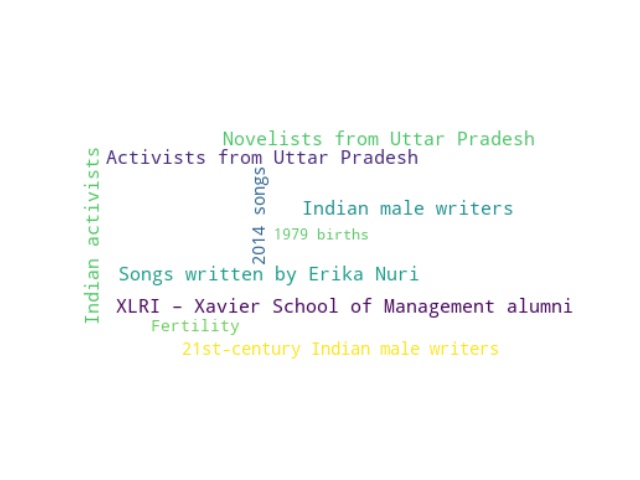 Novelists from Uttar Pradesh
Activists from Uttar Pradesh
Indian activists
2014 songs
Indian male writers
1979 births
Songs written by Erika Nuri
XLRI – Xavier School of Management alumni
Fertility
21st-century Indian male writers